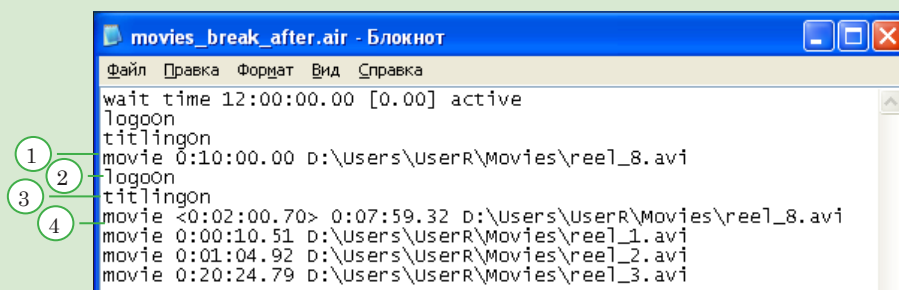 movies_break_after.air - Блокнот
Файл Правка Формат Вид Справка
wait time 12:00:00.00 [0.00] active
logoOn
titlingOn
1 movie 0:10:00.00 D:\Users\UserR\Movies\reel_8.avi
2 logoOn
3 titlingOn
4 movie <0:02:00.70> 0:07:59.32 D:\Users\UserR\Movies\reel_8.avi
movie 0:00:10.51 D:\Users\UserR\Movies\reel_1.avi
movie 0:01:04.92 D:\Users\UserR\Movies\reel_2.avi
movie 0:20:24.79 D:\Users\UserR\Movies\reel_3.avi